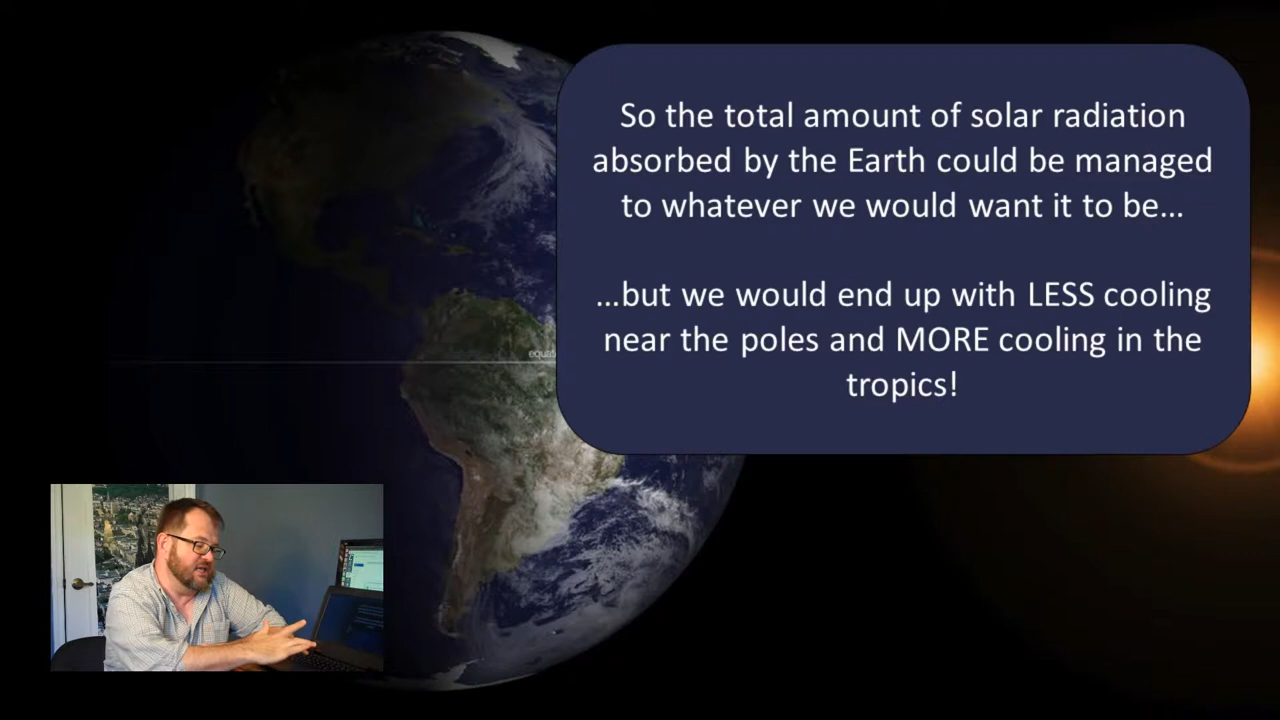 So the total amount of solar radiation
absorbed by the Earth could be managed
to whatever we would want it to be…
…but we would end up with LESS cooling
near the poles and MORE cooling in the
tropics!